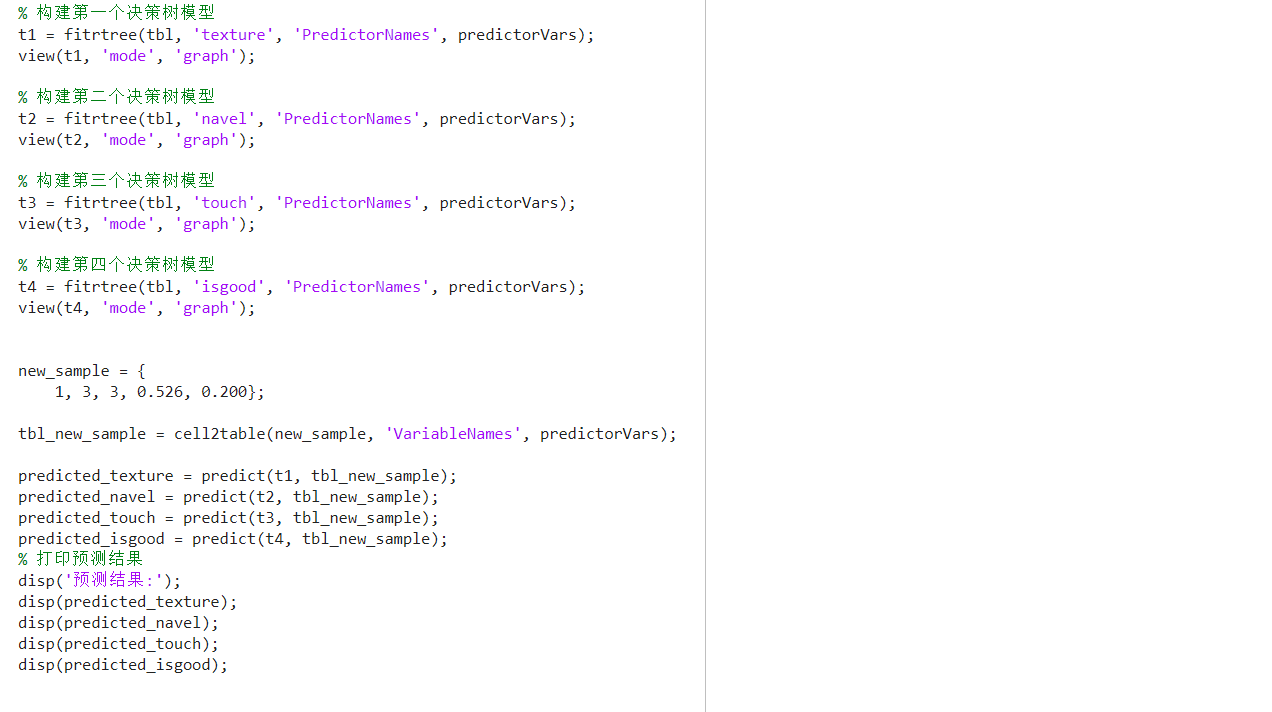 % 构建第一个决策树模型
t1 = fitrtree(tbl, 'texture', 'PredictorNames', predictorVars);
view(t1, 'mode', 'graph');
% 构建第二个决策树模型
t2 = fitrtree(tbl, 'navel', 'PredictorNames', predictorVars);
view(t2, 'mode', 'graph');
% 构建第三个决策树模型
t3 = fitrtree(tbl, 'touch', 'PredictorNames', predictorVars);
view(t3, 'mode', 'graph');
% 构建第四个决策树模型
t4 = fitrtree(tbl, 'isgood', 'PredictorNames', predictorVars);
view(t4, 'mode', 'graph');
new_sample = {
    1, 3, 3, 0.526, 0.200};
tbl_new_sample = cell2table(new_sample, 'VariableNames', predictorVars);
predicted_texture = predict(t1, tbl_new_sample);
predicted_navel = predict(t2, tbl_new_sample);
predicted_touch = predict(t3, tbl_new_sample);
predicted_isgood = predict(t4, tbl_new_sample);
% 打印预测结果
disp('预测结果:');
disp(predicted_texture);
disp(predicted_navel);
disp(predicted_touch);
disp(predicted_isgood);